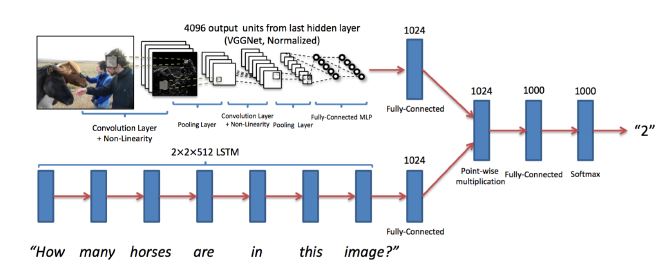 4096 output units from last hidden layer
(VGGNet, Normalized)
1024
Convolution Layer
+ Non-Linearity
Pooling Layer
Convolution Layer
+ Non-Linearity
Pooling Layer
Fully-Connected MLP
Fully-Connected
1024
1000
1000
"2"
Point-wise
multiplication
Fully-Connected
Softmax
2×2×512 LSTM
1024
Fully-Connected
"How many horses are in this image?"